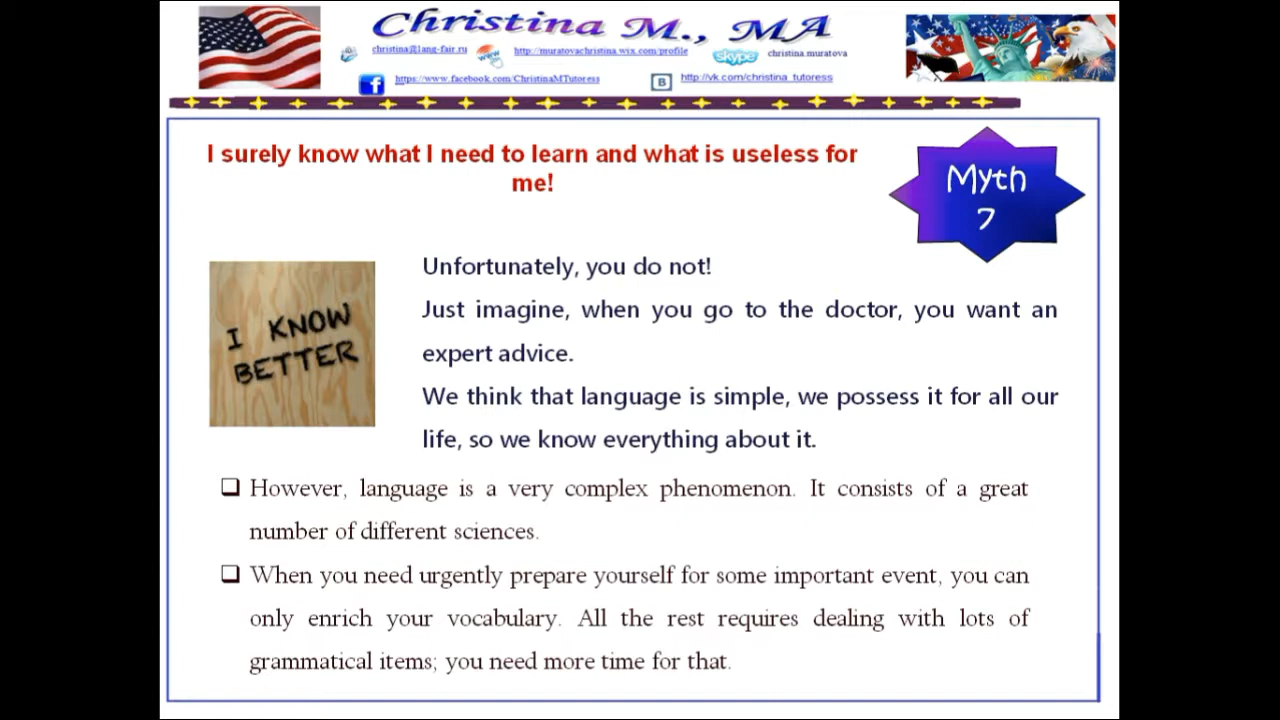 Christina M., MA
christina@lang-fair.ru
http://muratovachristina.wix.com/profile
skype
christina.muratova
f
https://www.facebook.com/ChristinaMTutoress
B
http://vk.com/christina_tutoress
I surely know what I need to learn and what is useless for
me!
Myth
7
I KNOW
BETTER
Unfortunately, you do not!
Just imagine, when you go to the doctor, you want an
expert advice.
We think that language is simple, we possess it for all our
life, so we know everything about it.
However, language is a very complex phenomenon. It consists of a great
number of different sciences.
When you need urgently prepare yourself for some important event, you can
only enrich your vocabulary. All the rest requires dealing with lots of
grammatical items; you need more time for that.